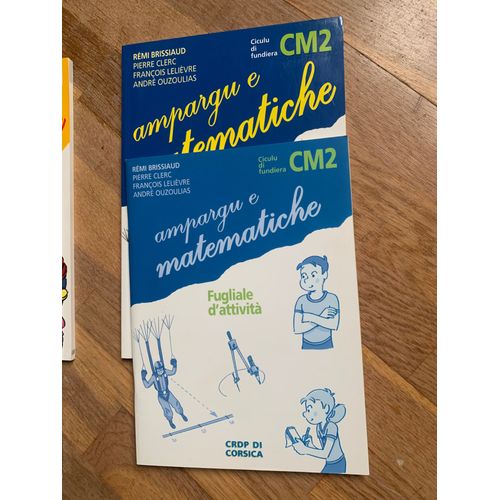 RÉMI BRISSIAUD
PIERRE CLERC
FRANÇOIS LELIÈVRE
ANDRÉ OUZOULIAS
Ciculu
di
fundiera
CM2
ampargu e
matematiche
RÉMI BRISSIAUD
PIERRE CLERC
FRANÇOIS LELIÈVRE
ANDRÉ OUZOULIAS
Ciculu
di
fundiera
CM2
ampargu e
matematiche
Fugliale
d'attività
CRDP DI
CORSICA